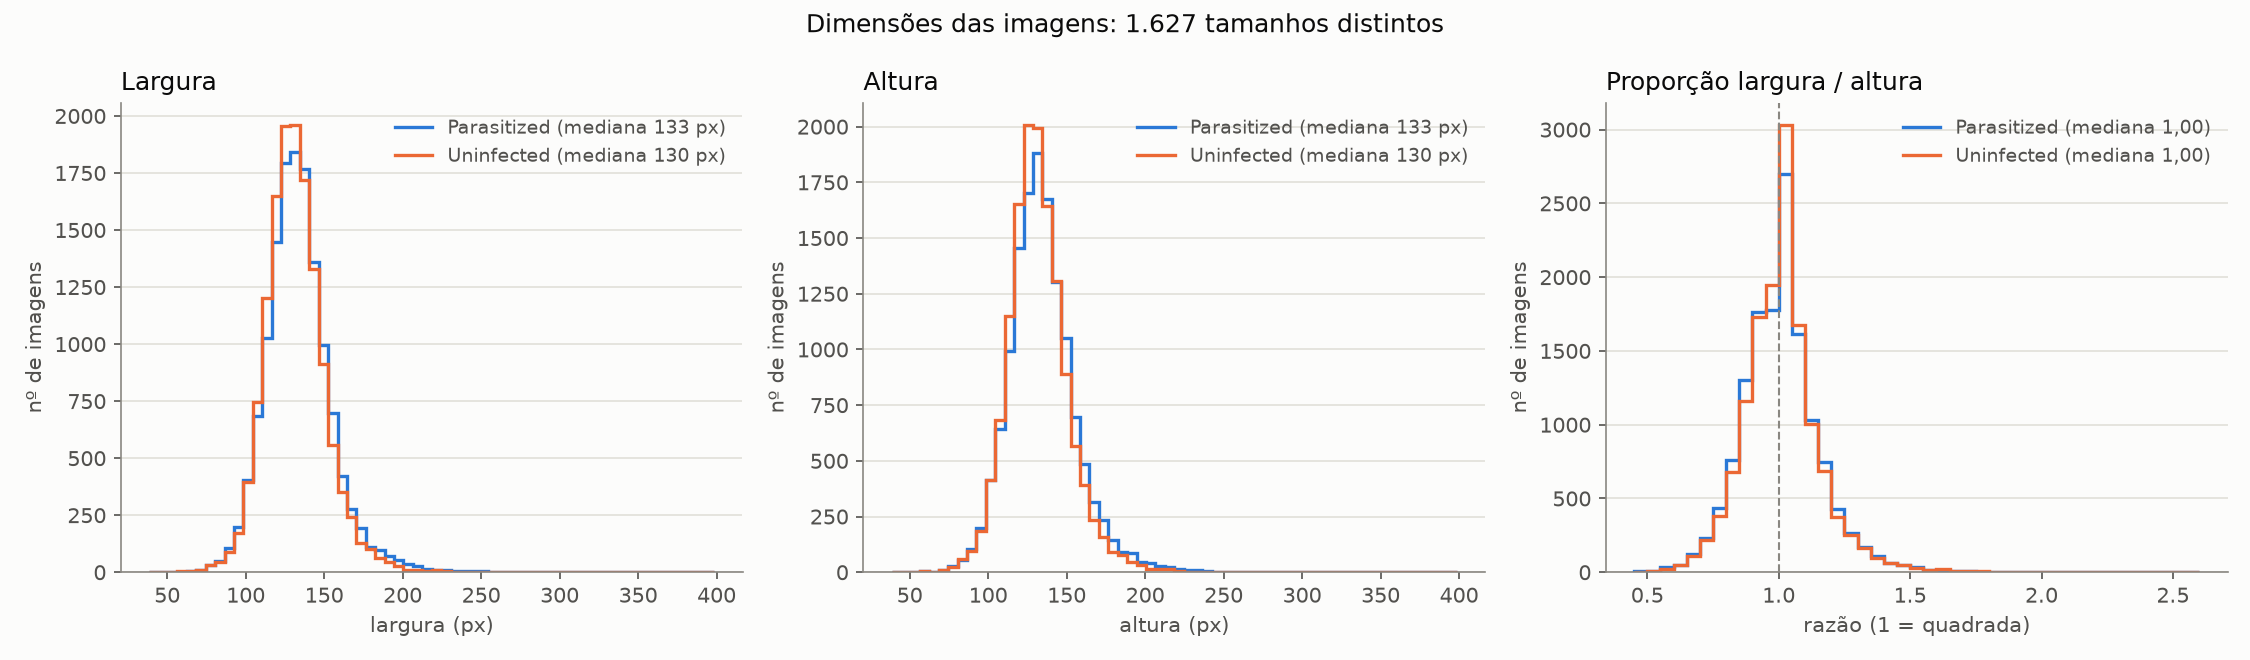 Dimensões das imagens: 1.627 tamanhos distintos
Largura
nº de imagens
2000
1750
1500
1250
1000
750
500
250
0
Parasitized (mediana 133 px)
Uninfected (mediana 130 px)
50 100 150 200 250 300 350 400
largura (px)
Altura
nº de imagens
2000
1750
1500
1250
1000
750
500
250
0
Parasitized (mediana 133 px)
Uninfected (mediana 130 px)
50 100 150 200 250 300 350 400
altura (px)
Proporção largura / altura
nº de imagens
3000
2500
2000
1500
1000
500
0
Parasitized (mediana 1,00)
Uninfected (mediana 1,00)
0.5 1.0 1.5 2.0 2.5
razão (1 = quadrada)